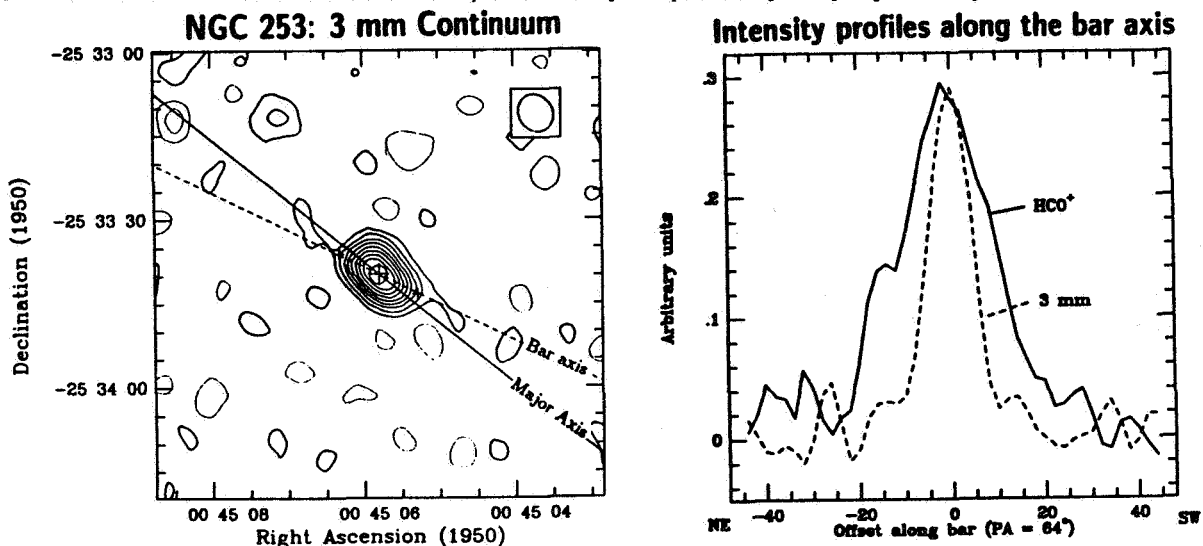 NGC 253: 3 mm Continuum
-25 33 00
-25 33 30
-25 34 00
Declination (1950)
Bar axis
Major Axis
00 45 08
00 45 06
00 45 04
Right Ascension (1950)
Intensity profiles along the bar axis
.3
.2
.1
0
Arbitrary units
HCO⁺
3 mm
-40
-20
0
20
40
NE
Offset along bar (PA = 64°)
SW